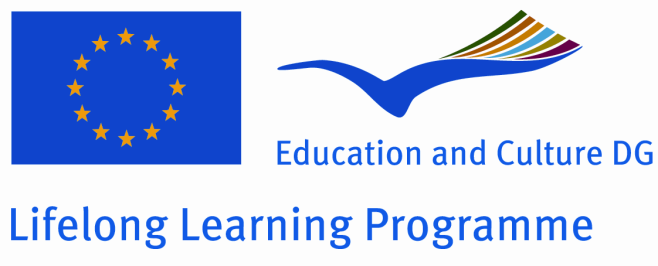 Education and Culture DG
Lifelong Learning Programme